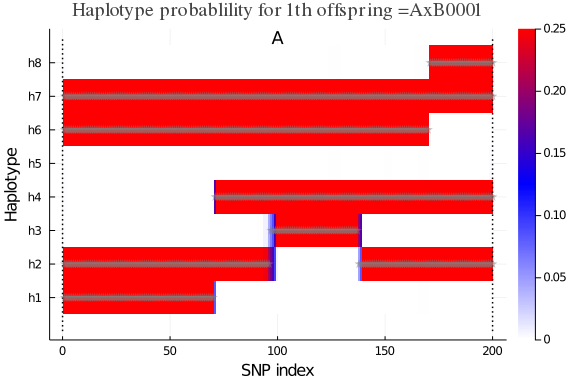 Haplotype probablility for 1th offspring =AxB0001
A
h8
h7
h6
h5
h4
h3
h2
h1
Haplotype
0 50 100 150 200
SNP index
0.25
0.20
0.15
0.10
0.05
0